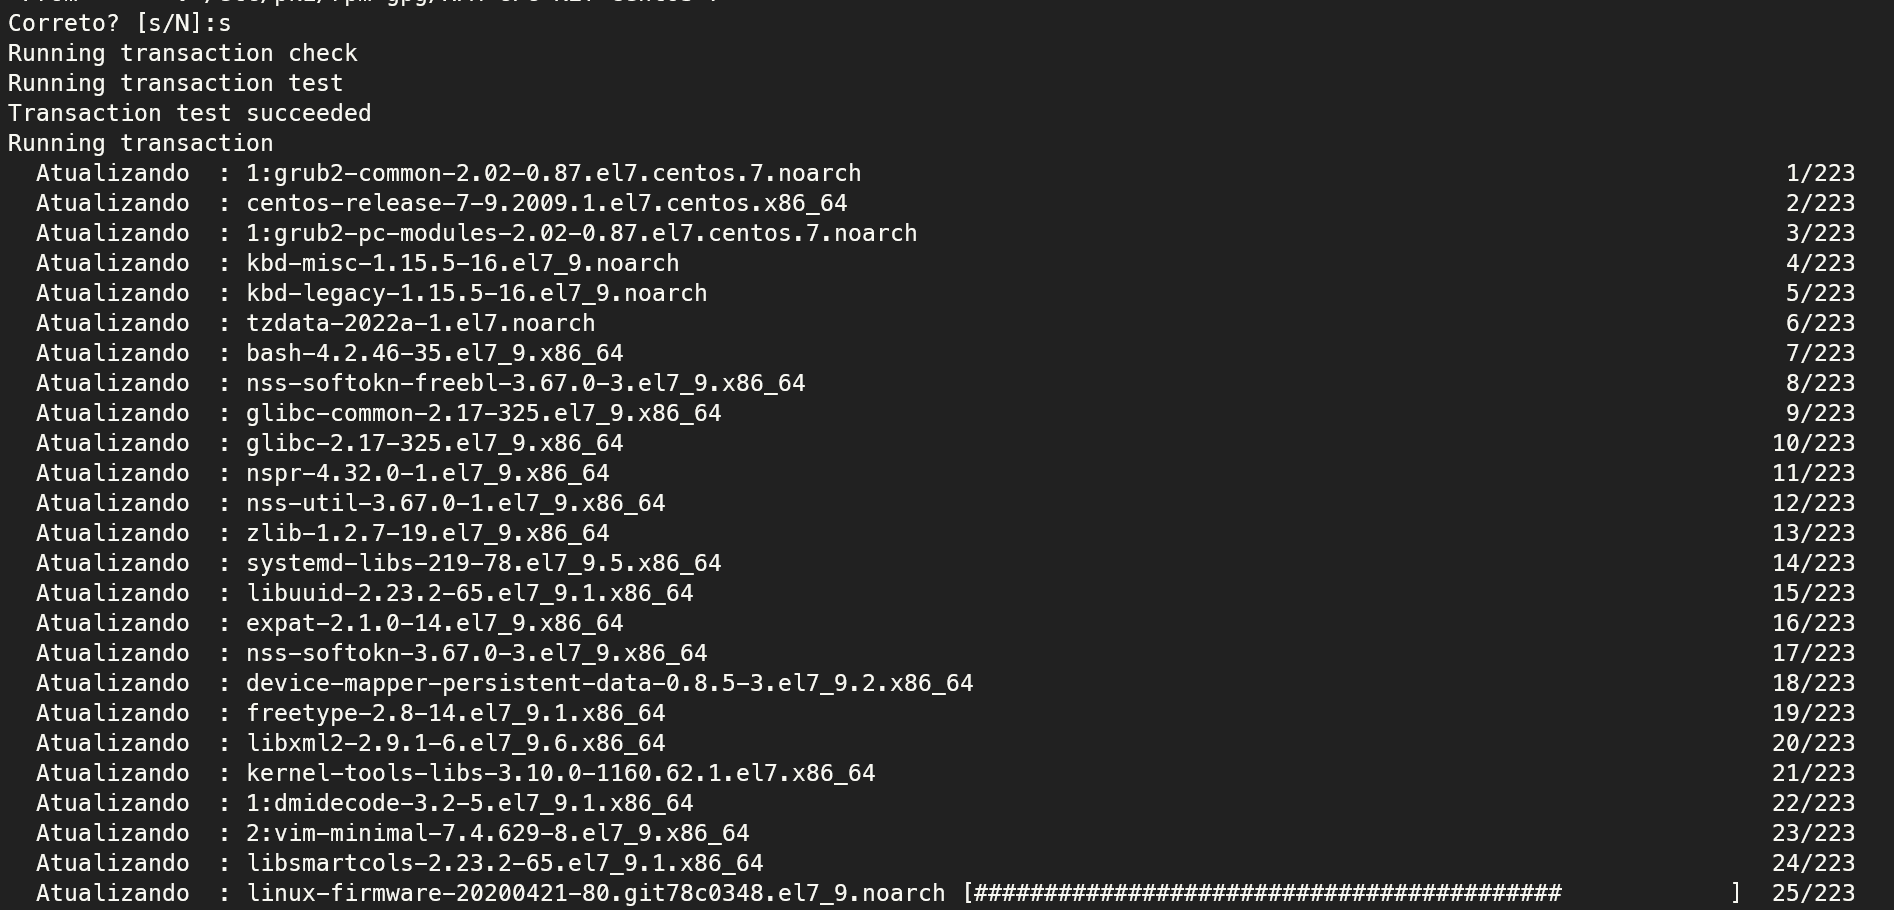 Correto? [s/N]:s
Running transaction check
Running transaction test
Transaction test succeeded
Running transaction
  Atualizando  : 1:grub2-common-2.02-0.87.el7.centos.7.noarch 1/223
  Atualizando  : centos-release-7-9.2009.1.el7.centos.x86_64 2/223
  Atualizando  : 1:grub2-pc-modules-2.02-0.87.el7.centos.7.noarch 3/223
  Atualizando  : kbd-misc-1.15.5-16.el7_9.noarch 4/223
  Atualizando  : kbd-legacy-1.15.5-16.el7_9.noarch 5/223
  Atualizando  : tzdata-2022a-1.el7.noarch 6/223
  Atualizando  : bash-4.2.46-35.el7_9.x86_64 7/223
  Atualizando  : nss-softokn-freebl-3.67.0-3.el7_9.x86_64 8/223
  Atualizando  : glibc-common-2.17-325.el7_9.x86_64 9/223
  Atualizando  : glibc-2.17-325.el7_9.x86_64 10/223
  Atualizando  : nspr-4.32.0-1.el7_9.x86_64 11/223
  Atualizando  : nss-util-3.67.0-1.el7_9.x86_64 12/223
  Atualizando  : zlib-1.2.7-19.el7_9.x86_64 13/223
  Atualizando  : systemd-libs-219-78.el7_9.5.x86_64 14/223
  Atualizando  : libuuid-2.23.2-65.el7_9.1.x86_64 15/223
  Atualizando  : expat-2.1.0-14.el7_9.x86_64 16/223
  Atualizando  : nss-softokn-3.67.0-3.el7_9.x86_64 17/223
  Atualizando  : device-mapper-persistent-data-0.8.5-3.el7_9.2.x86_64 18/223
  Atualizando  : freetype-2.8-14.el7_9.1.x86_64 19/223
  Atualizando  : libxml2-2.9.1-6.el7_9.6.x86_64 20/223
  Atualizando  : kernel-tools-libs-3.10.0-1160.62.1.el7.x86_64 21/223
  Atualizando  : 1:dmidecode-3.2-5.el7_9.1.x86_64 22/223
  Atualizando  : 2:vim-minimal-7.4.629-8.el7_9.x86_64 23/223
  Atualizando  : libsmartcols-2.23.2-65.el7_9.1.x86_64 24/223
  Atualizando  : linux-firmware-20200421-80.git78c0348.el7_9.noarch [##########################################            ] 25/223